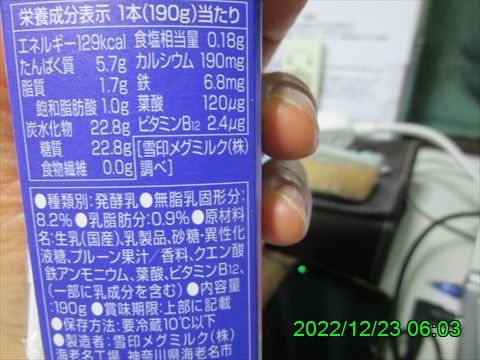 栄養成分表示 1本(190g)当たり
エネルギー129kcal 食塩相当量 0.18g
たんぱく質 5.7g カルシウム 190mg
脂質 1.7g 鉄 6.8mg
飽和脂肪酸 1.0g 葉酸 120μg
炭水化物 22.8g ビタミンB12 2.4μg
糖質 22.8g [雪印メグミルク(株)
食物繊維 0.0g 調べ]
●種類別:発酵乳●無脂乳固形分:
8.2%●乳脂肪分:0.9%●原材料
名:生乳(国産)、乳製品、砂糖・異性化
液糖、プルーン果汁/香料、クエン酸
鉄アンモニウム、葉酸、ビタミンB12、
(一部に乳成分を含む)●内容量
:190g●賞味期限:上部に記載
●保存方法:要冷蔵10℃以下
●製造者:雪印メグミルク(株)
海老名工場 神奈川県海老名市
2022/12/23 06:03